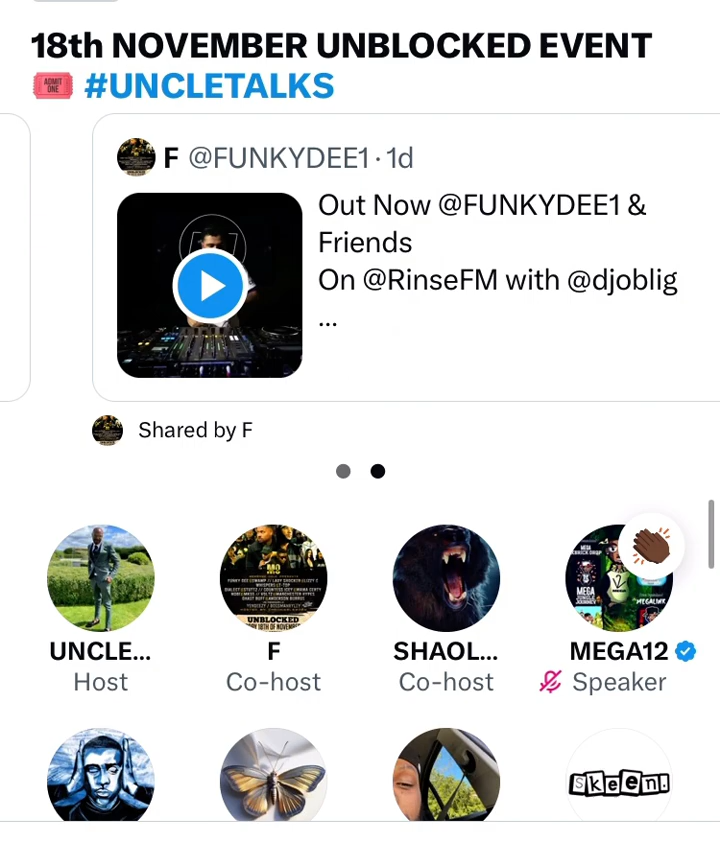 18th NOVEMBER UNBLOCKED EVENT
ADMIT
ONE
#UNCLETALKS
F @FUNKYDEE1 · 1d
Out Now @FUNKYDEE1 &
Friends
On @RinseFM with @djoblig
...
Shared by F
UNCLE...
Host
F
Co-host
SHAOL...
Co-host
MEGA12
Speaker
UNBLOCKED
MEGA
skeen!